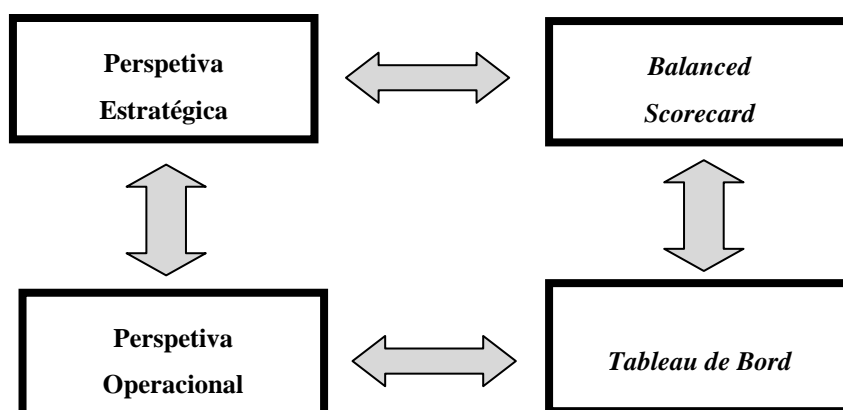 Perspetiva
Estratégica
Balanced
Scorecard
Perspetiva
Operacional
Tableau de Bord